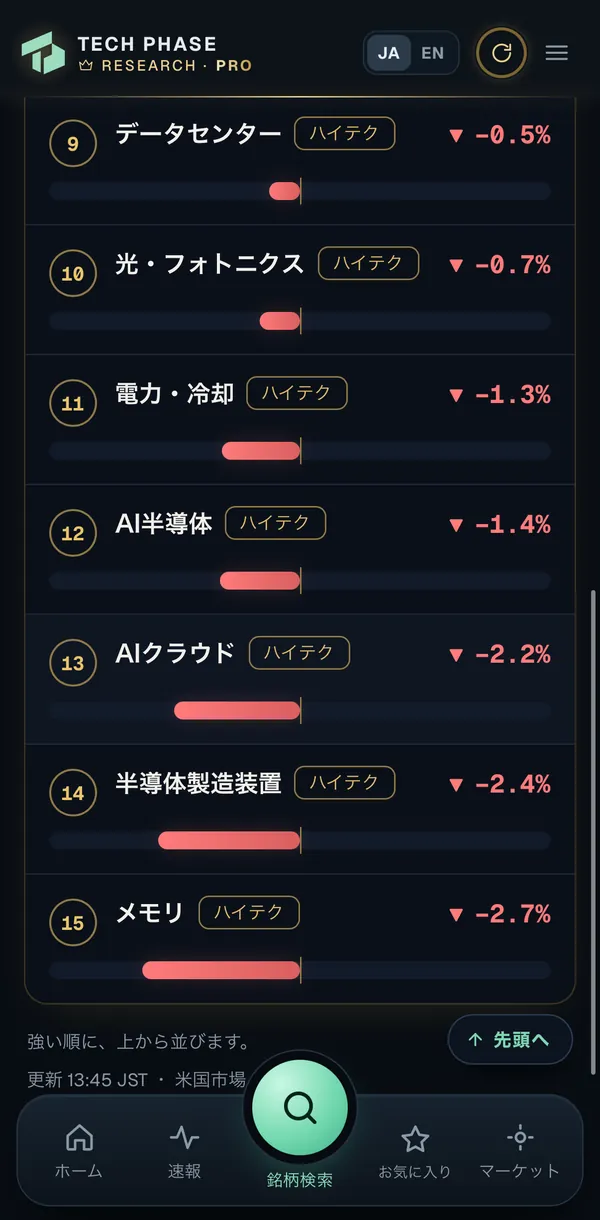 TECH PHASE
RESEARCH · PRO
JA EN
9 データセンター ハイテク ▼ −0.5%
10 光・フォトニクス ハイテク ▼ −0.7%
11 電力・冷却 ハイテク ▼ −1.3%
12 AI半導体 ハイテク ▼ −1.4%
13 AIクラウド ハイテク ▼ −2.2%
14 半導体製造装置 ハイテク ▼ −2.4%
15 メモリ ハイテク ▼ −2.7%
強い順に、上から並びます。
↑ 先頭へ
更新 13:45 JST ・ 米国市場
ホーム 速報 銘柄検索 お気に入り マーケット